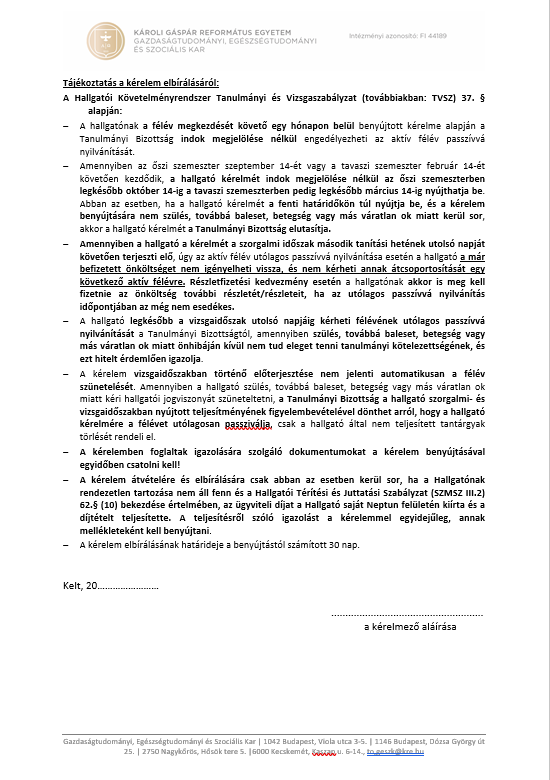 KÁROLI GÁSPÁR REFORMÁTUS EGYETEM
GAZDASÁGTUDOMÁNYI, EGÉSZSÉGTUDOMÁNYI
ÉS SZOCIÁLIS KAR
Intézményi azonosító: FI 44189
Tájékoztatás a kérelem elbírálásáról:
A Hallgatói Követelményrendszer Tanulmányi és Vizsgaszabályzat (továbbiakban: TVSZ) 37. §
alapján:
– A hallgatónak a félév megkezdését követő egy hónapon belül benyújtott kérelme alapján a
Tanulmányi Bizottság indok megjelölése nélkül engedélyezheti az aktív félév passzívvá
nyilvánítását.
– Amennyiben az őszi szemeszter szeptember 14-ét vagy a tavaszi szemeszter február 14-ét
követően kezdődik, a hallgató kérelmét indok megjelölése nélkül az őszi szemeszterben
legkésőbb október 14-ig a tavaszi szemeszterben pedig legkésőbb március 14-ig nyújthatja be.
Abban az esetben, ha a hallgató kérelmét a fenti határidőkön túl nyújtja be, és a kérelem
benyújtására nem szülés, továbbá baleset, betegség vagy más váratlan ok miatt kerül sor,
akkor a hallgató kérelmét a Tanulmányi Bizottság elutasítja.
– Amennyiben a hallgató a kérelmét a szorgalmi időszak második tanítási hetének utolsó napját
követően terjeszti elő, úgy az aktív félév utólagos passzívvá nyilvánítása esetén a hallgató a már
befizetett önköltséget nem igényelheti vissza, és nem kérheti annak átcsoportosítását egy
következő aktív félévre. Részletfizetési kedvezmény esetén a hallgatónak akkor is meg kell
fizetnie az önköltség további részletét/részleteit, ha az utólagos passzívvá nyilvánítás
időpontjában az még nem esedékes.
– A hallgató legkésőbb a vizsgaidőszak utolsó napjáig kérheti félévének utólagos passzívvá
nyilvánítását a Tanulmányi Bizottságtól, amennyiben szülés, továbbá baleset, betegség vagy
más váratlan ok miatt önhibáján kívül nem tud eleget tenni tanulmányi kötelezettségének, és
ezt hitelt érdemlően igazolja.
– A kérelem vizsgaidőszakban történő előterjesztése nem jelenti automatikusan a félév
szünetelését. Amennyiben a hallgató szülés, továbbá baleset, betegség vagy más váratlan ok
miatt kéri hallgatói jogviszonyát szüneteltetni, a Tanulmányi Bizottság a hallgató szorgalmi- és
vizsgaidőszakban nyújtott teljesítményének figyelembevételével dönthet arról, hogy a hallgató
kérelmére a félévet utólagosan passziválja, csak a hallgató által nem teljesített tantárgyak
törlését rendeli el.
– A kérelemben foglaltak igazolására szolgáló dokumentumokat a kérelem benyújtásával
egyidőben csatolni kell!
– A kérelem átvételére és elbírálására csak abban az esetben kerül sor, ha a Hallgatónak
rendezetlen tartozása nem áll fenn és a Hallgatói Térítési és Juttatási Szabályzat (SZMSZ III.2)
62.§ (10) bekezdése értelmében, az ügyviteli díjat a Hallgató saját Neptun felületén kiírta és a
díjtételt teljesítette. A teljesítésről szóló igazolást a kérelemmel egyidejűleg, annak
mellékleteként kell benyújtani.
– A kérelem elbírálásának határideje a benyújtástól számított 30 nap.
Kelt, 20.......................
......................................................
a kérelmező aláírása
Gazdaságtudományi, Egészségtudományi és Szociális Kar | 1042 Budapest, Viola utca 3-5. | 1146 Budapest, Dózsa György út
25. | 2750 Nagykőrös, Hősök tere 5. |6000 Kecskemét, Kaszap u. 6-14., to.geszk@kre.hu